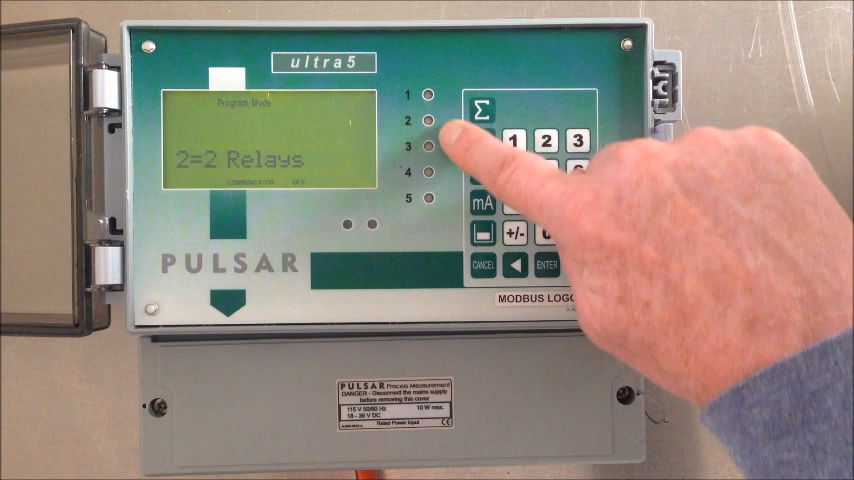 ultra5
Program Mode
2=2 Relays
COMMUNICATOR OFF
1
2
3
4
5
Σ
1 2 3
mA
+/-
CANCEL ENTER
PULSAR
MODBUS
PULSAR Process Measurement
DANGER - Disconnect the mains supply
before removing this cover
115 V 50/60 Hz 10 W max.
18 - 36 V DC
Rated Power Input
CE